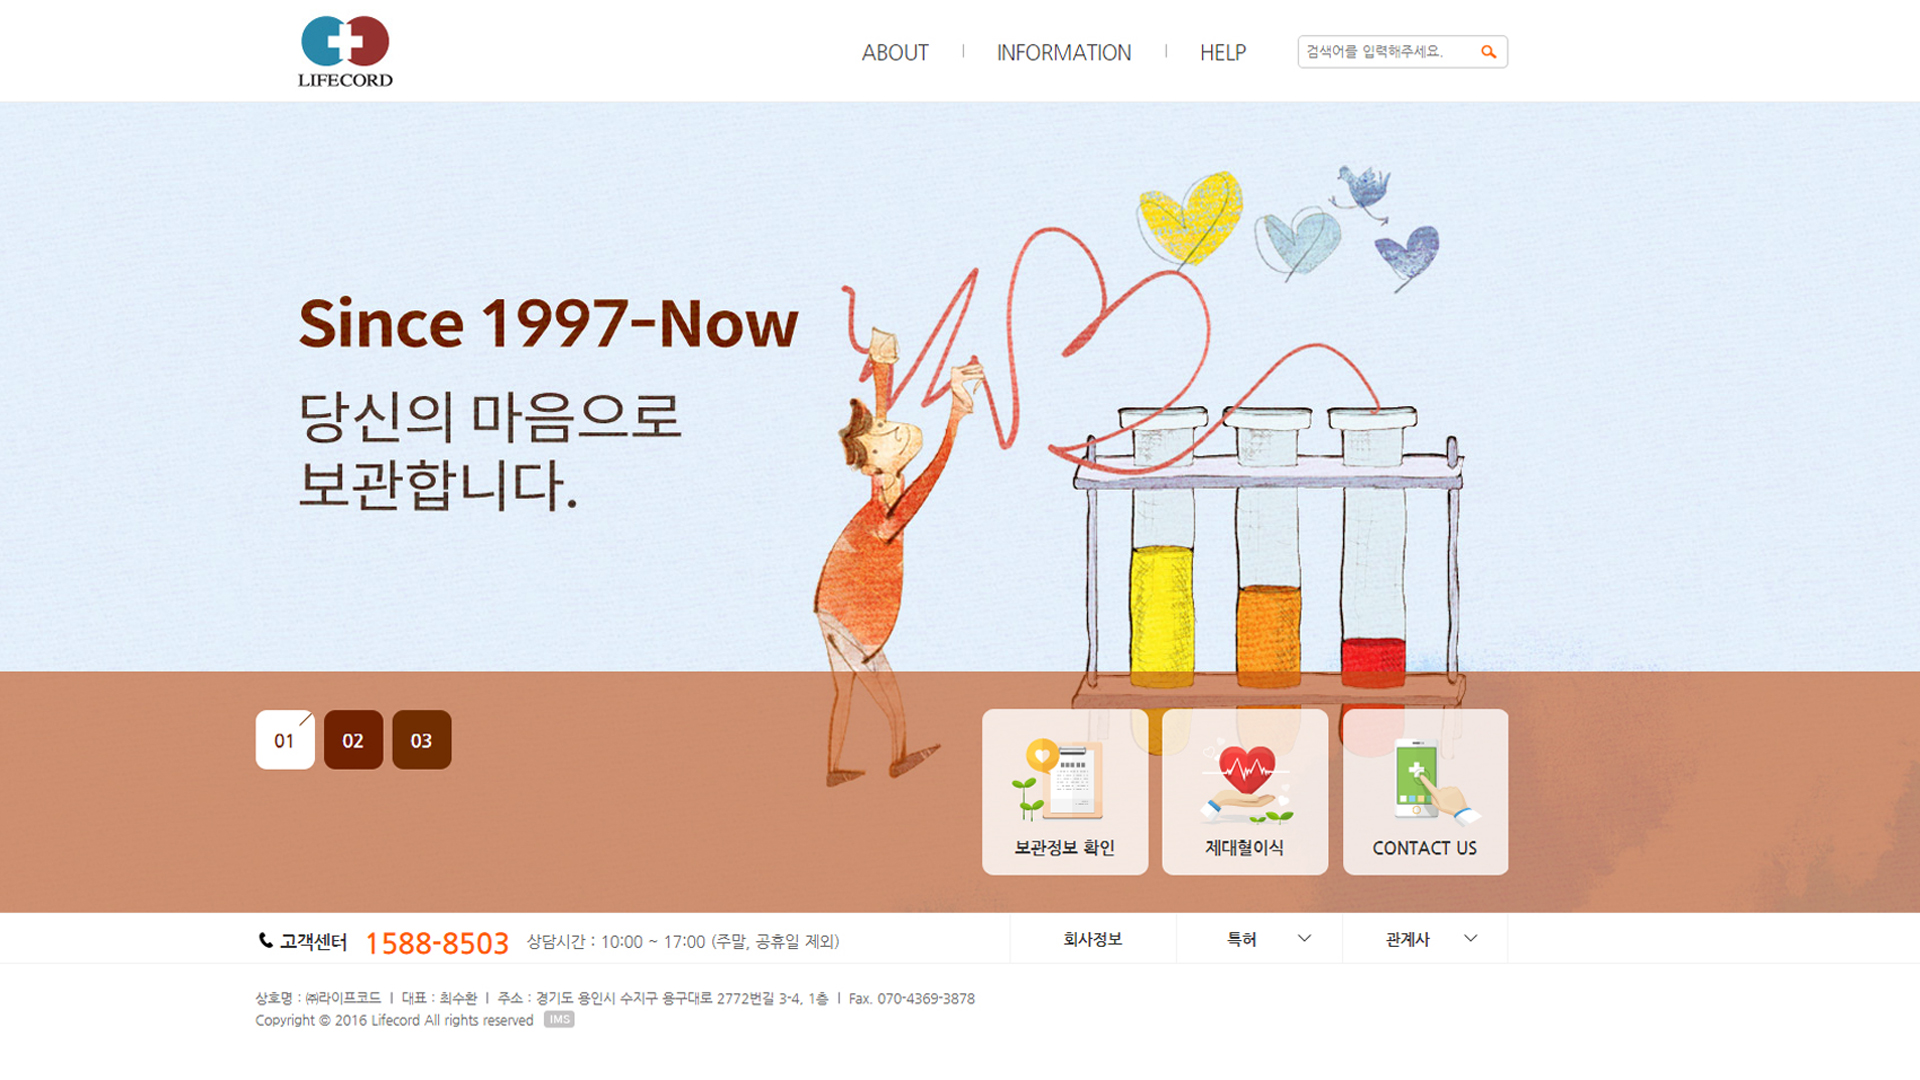 LIFECORD
ABOUT | INFORMATION | HELP
검색어를 입력해주세요.
Since 1997-Now
당신의 마음으로
보관합니다.
01 02 03
보관정보 확인
제대혈이식
CONTACT US
고객센터 1588-8503 상담시간 : 10:00 ~ 17:00 (주말, 공휴일 제외)
회사정보
특허
관계사
상호명 : ㈜라이프코드 | 대표 : 최수환 | 주소 : 경기도 용인시 수지구 용구대로 2772번길 3-4, 1층 | Fax. 070-4369-3878
Copyright © 2016 Lifecord All rights reserved IMS